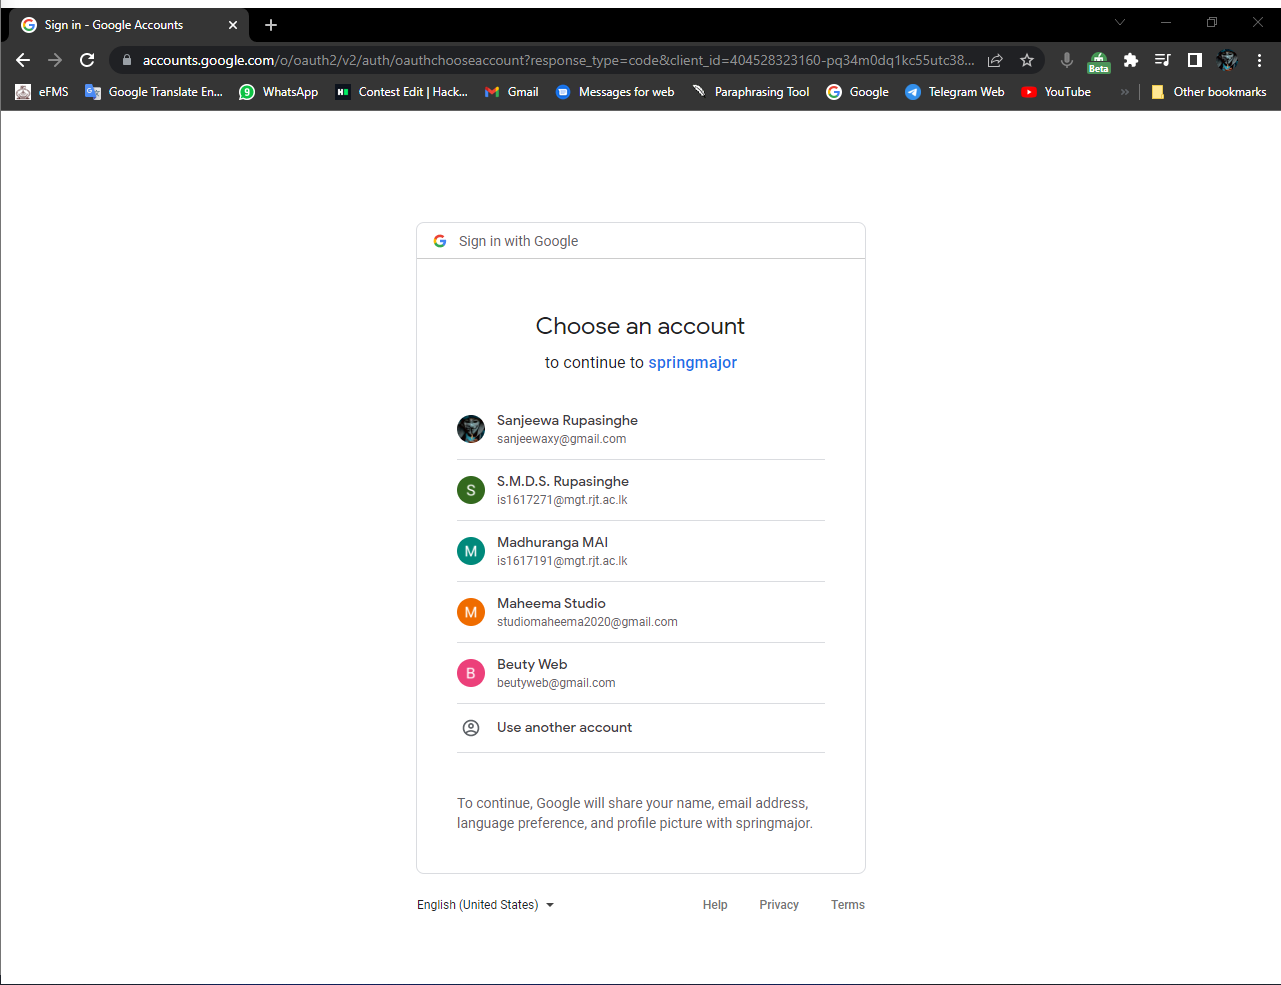 Sign in - Google Accounts
accounts.google.com/o/oauth2/v2/auth/oauthchooseaccount?response_type=code&client_id=404528323160-pq34m0dq1kc55utc38...
Beta
eFMS
Google Translate En...
9
WhatsApp
Contest Edit | Hack...
Gmail
Messages for web
Paraphrasing Tool
Google
Telegram Web
YouTube
»
Other bookmarks
Sign in with Google
Choose an account
to continue to springmajor
Sanjeewa Rupasinghe
sanjeewaxy@gmail.com
S
S.M.D.S. Rupasinghe
is1617271@mgt.rjt.ac.lk
M
Madhuranga MAI
is1617191@mgt.rjt.ac.lk
M
Maheema Studio
studiomaheema2020@gmail.com
B
Beuty Web
beutyweb@gmail.com
Use another account
To continue, Google will share your name, email address,
language preference, and profile picture with springmajor.
English (United States)
Help
Privacy
Terms